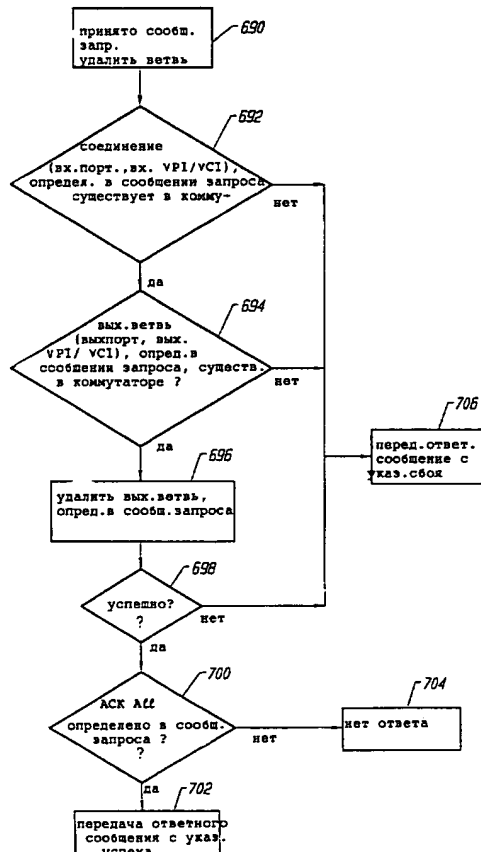 принято сообщ.
запр.
удалить ветвь
690
692
соединение
(вх.порт.,вх. VPI/VCI),
определ. в сообщении запроса
существует в комму-
нет
да
694
вых.ветвь
(выхпорт, вых.
VPI/ VCI), опред.в
сообщении запроса, существ.
в коммутаторе ?
нет
да
706
перед.ответ.
сообщение с
каз.сбоя
696
удалить вых.ветвь,
опред.в сообщ.запроса
698
успешно?
?
нет
да
700
ACK All
определено в сообщ.
запроса ?
?
нет
704
нет ответа
да
702
передача ответного
сообщения с указ.
успеха